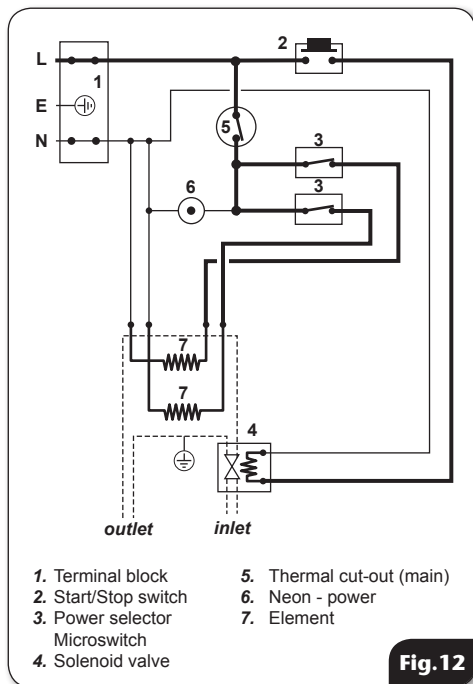 L
E
N
1
2
5
3
3
6
7
7
4
outlet
inlet
1. Terminal block
2. Start/Stop switch
3. Power selector
Microswitch
4. Solenoid valve
5. Thermal cut-out (main)
6. Neon - power
7. Element
Fig.12